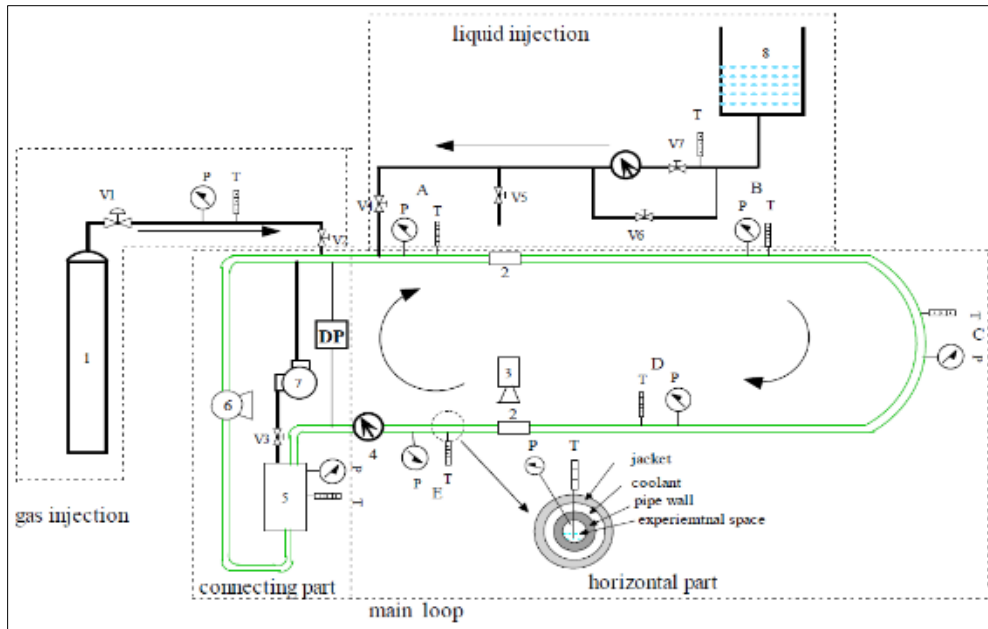 liquid injection
8
T
V7
P
T
V1
V2
V
A
P
T
V5
V6
B
P
T
2
T
C
P
DP
1
7
3
6
T
D
P
V3
2
4
P
T
E
P
T
5
P
T
jacket
coolant
pipe wall
experiemtnal space
gas injection
connecting part
horizontal part
main loop